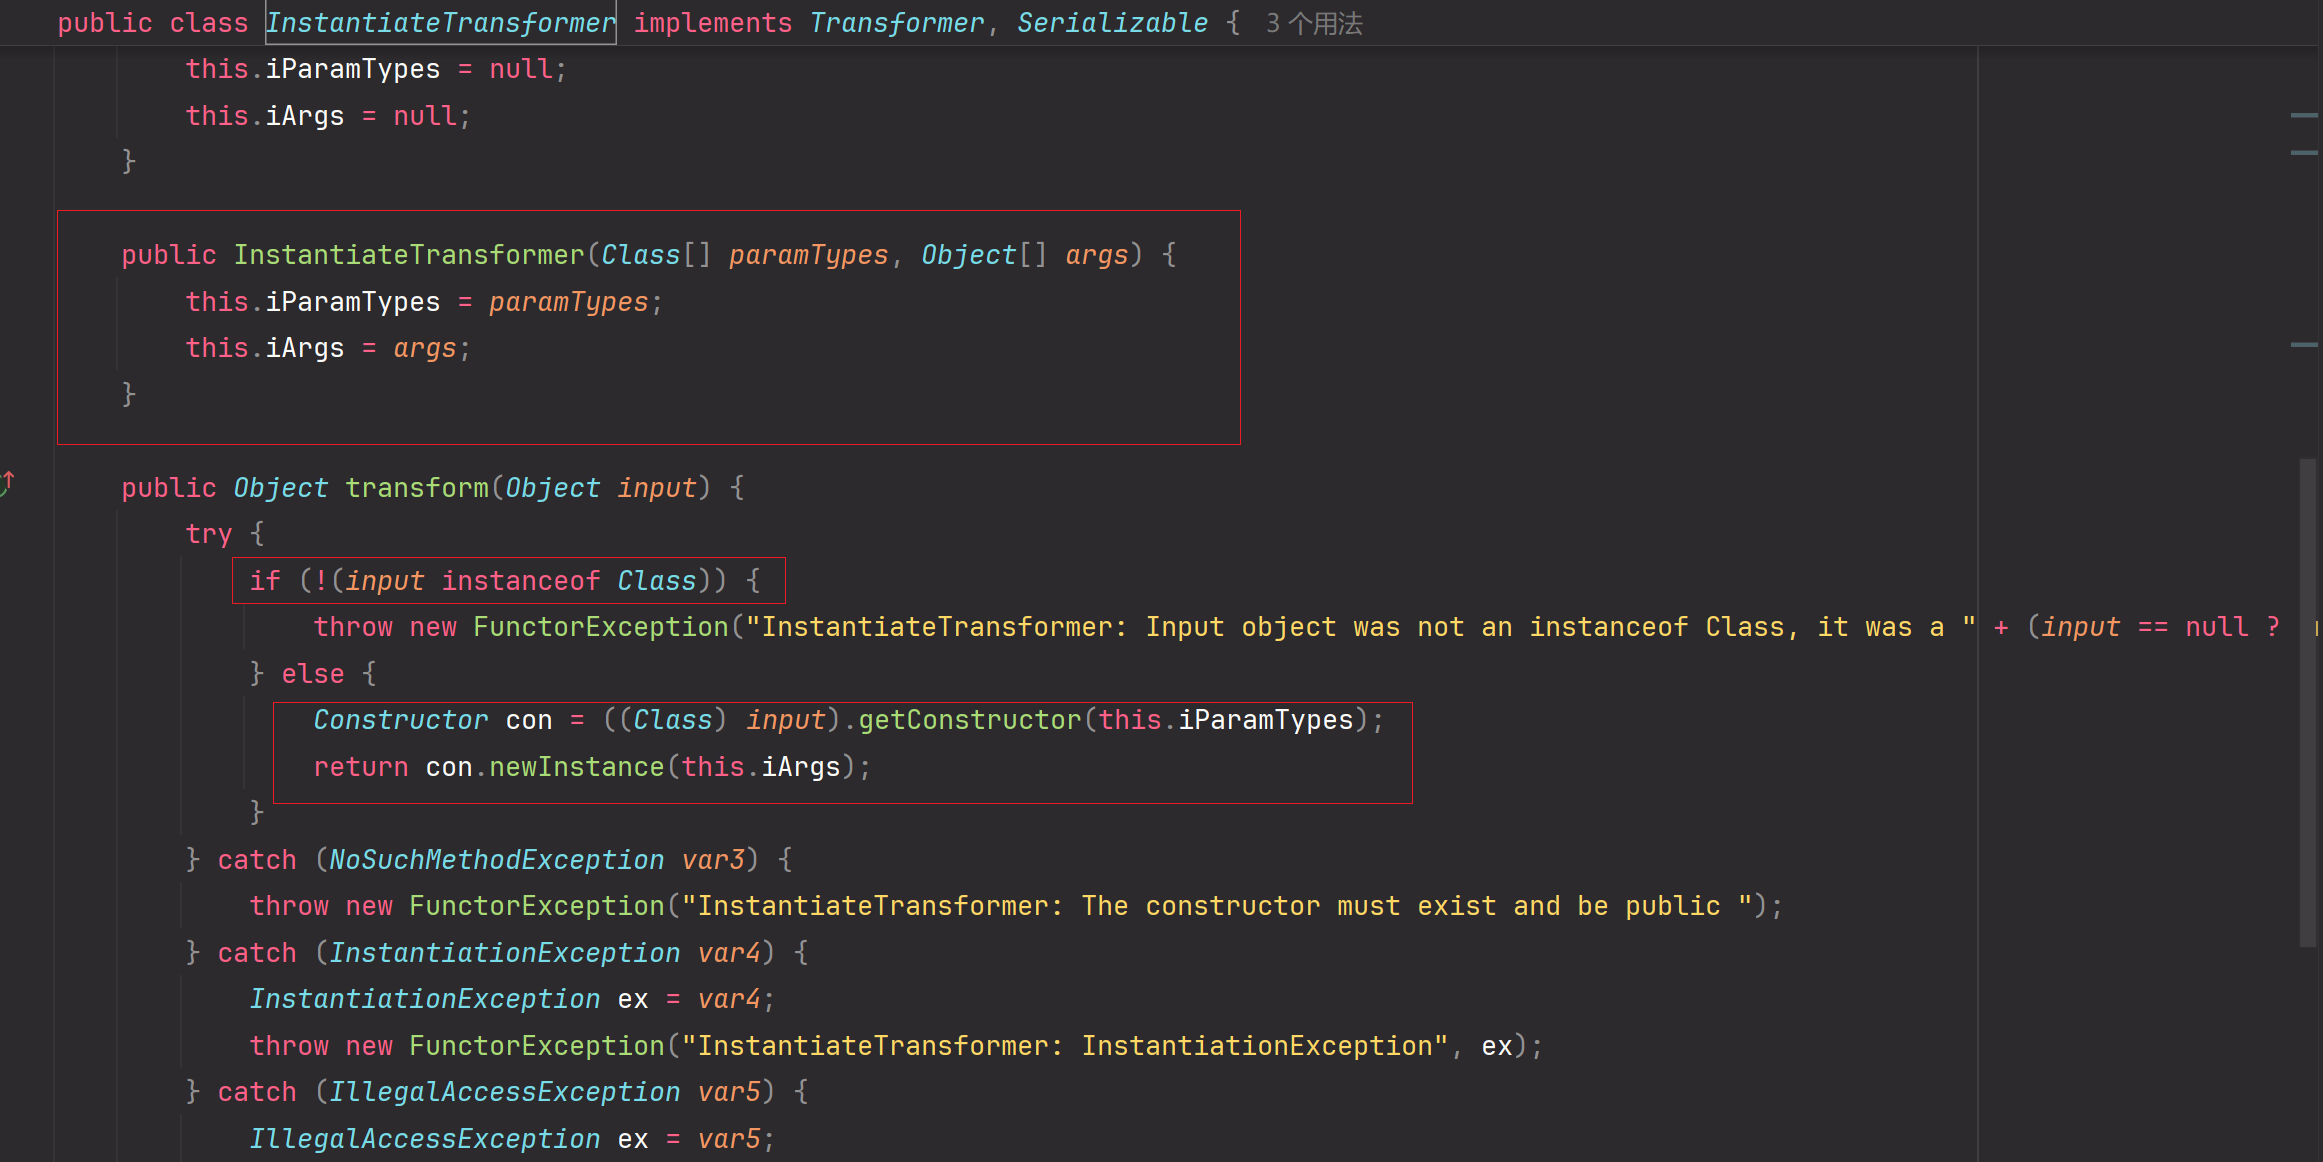 public class InstantiateTransformer implements Transformer, Serializable { 3 个用法
this.iParamTypes = null;
this.iArgs = null;
}
public InstantiateTransformer(Class[] paramTypes, Object[] args) {
this.iParamTypes = paramTypes;
this.iArgs = args;
}
public Object transform(Object input) {
try {
if (!(input instanceof Class)) {
throw new FunctorException("InstantiateTransformer: Input object was not an instanceof Class, it was a " + (input == null ?
} else {
Constructor con = ((Class) input).getConstructor(this.iParamTypes);
return con.newInstance(this.iArgs);
}
} catch (NoSuchMethodException var3) {
throw new FunctorException("InstantiateTransformer: The constructor must exist and be public ");
} catch (InstantiationException var4) {
InstantiationException ex = var4;
throw new FunctorException("InstantiateTransformer: InstantiationException", ex);
} catch (IllegalAccessException var5) {
IllegalAccessException ex = var5;